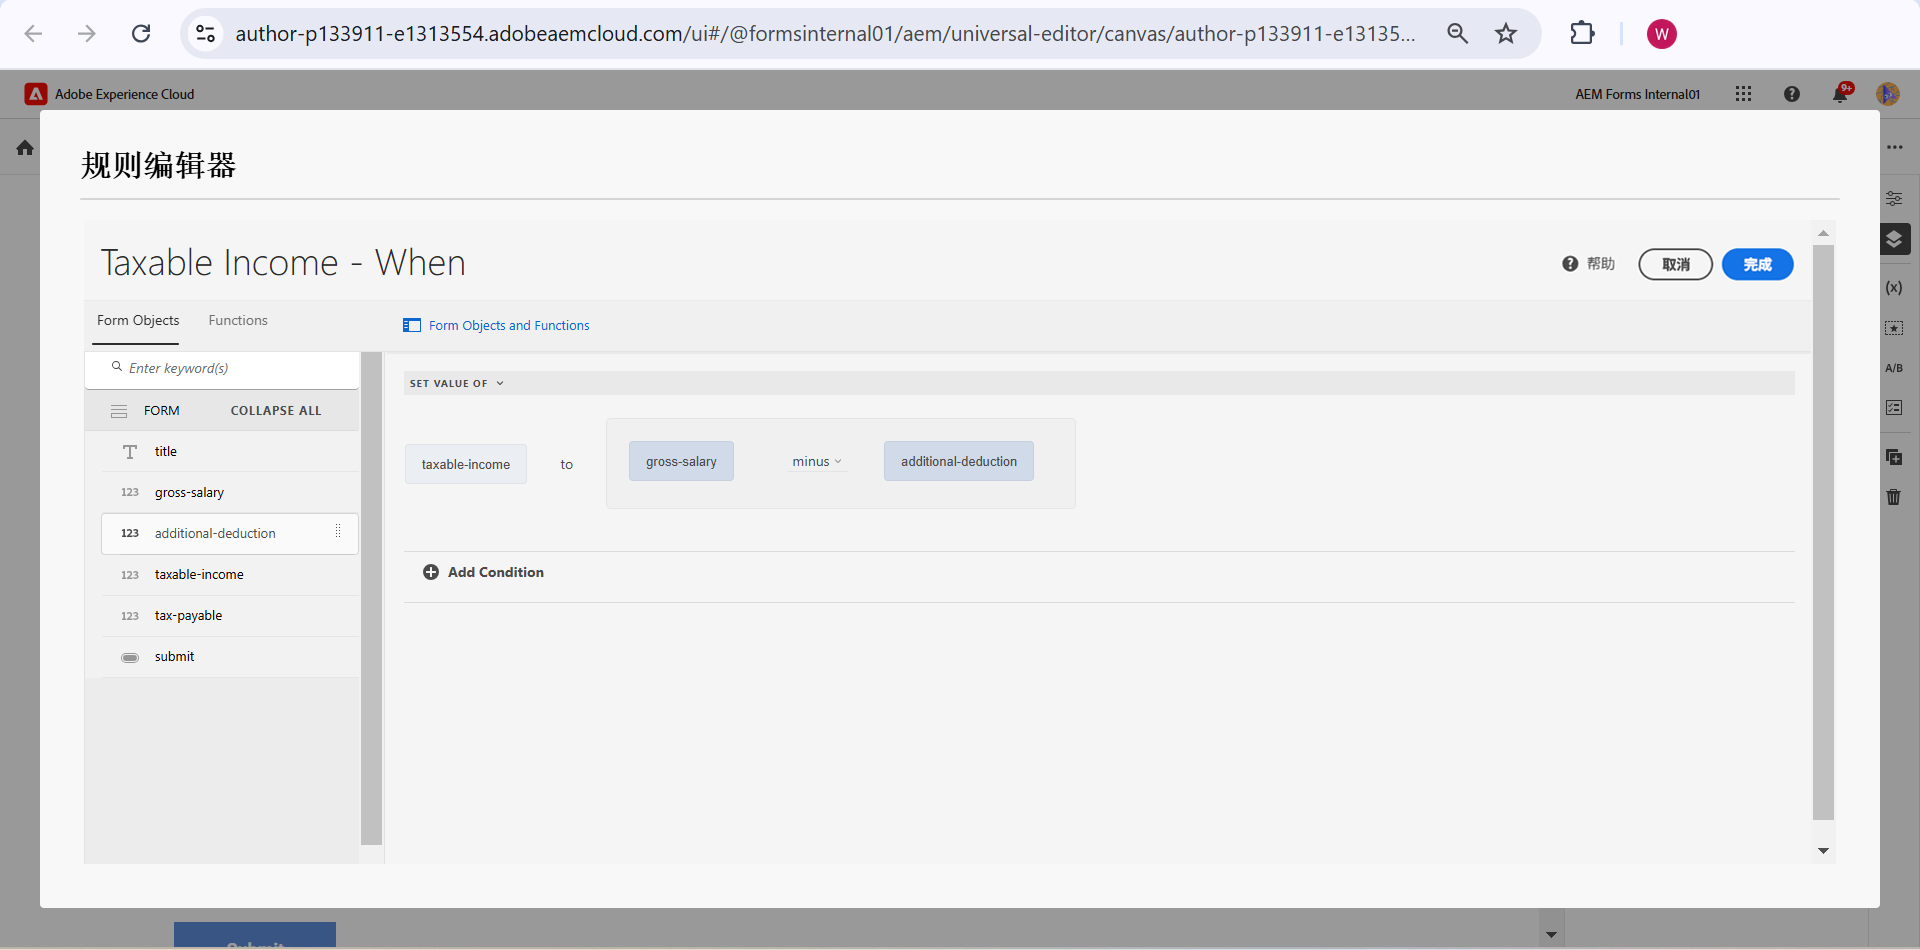 author-p133911-e1313554.adobeaemcloud.com/ui#/@formsinternal01/aem/universal-editor/canvas/author-p133911-e13135...
W
Adobe Experience Cloud
AEM Forms Internal01
9+
规则编辑器
Taxable Income - When
帮助
取消
完成
Form Objects
Functions
Form Objects and Functions
Enter keyword(s)
SET VALUE OF
FORM
COLLAPSE ALL
title
123 gross-salary
123 additional-deduction
123 taxable-income
123 tax-payable
submit
taxable-income to gross-salary minus additional-deduction
Add Condition
(x)
A/B
Submit